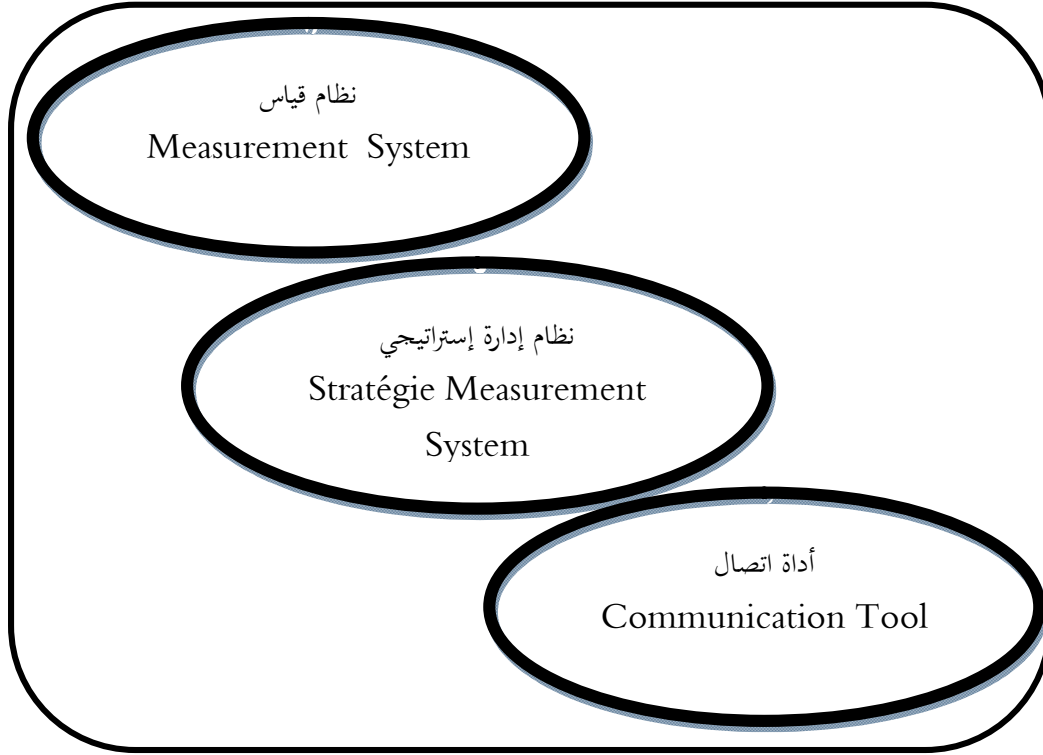 نظام قياس
Measurement System
نظام إدارة إستراتيجي
Stratégie Measurement
System
أداة اتصال
Communication Tool